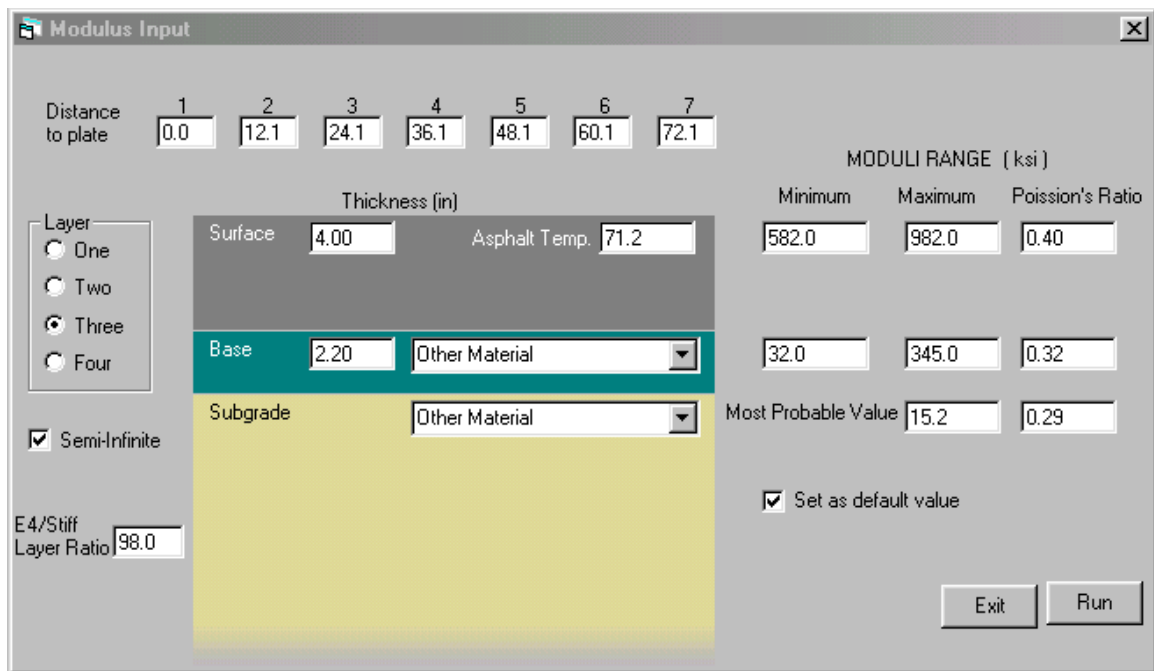 Modulus Input
Distance to plate
1 2 3 4 5 6 7
0.0 12.1 24.1 36.1 48.1 60.1 72.1
MODULI RANGE ( ksi )
Thickness (in)
Minimum Maximum Poission's Ratio
Layer
One
Two
Three
Four
Surface 4.00 Asphalt Temp. 71.2 582.0 982.0 0.40
Base 2.20 Other Material 32.0 345.0 0.32
Subgrade Other Material Most Probable Value 15.2 0.29
Semi-Infinite
Set as default value
E4/Stiff
Layer Ratio 98.0
Exit Run